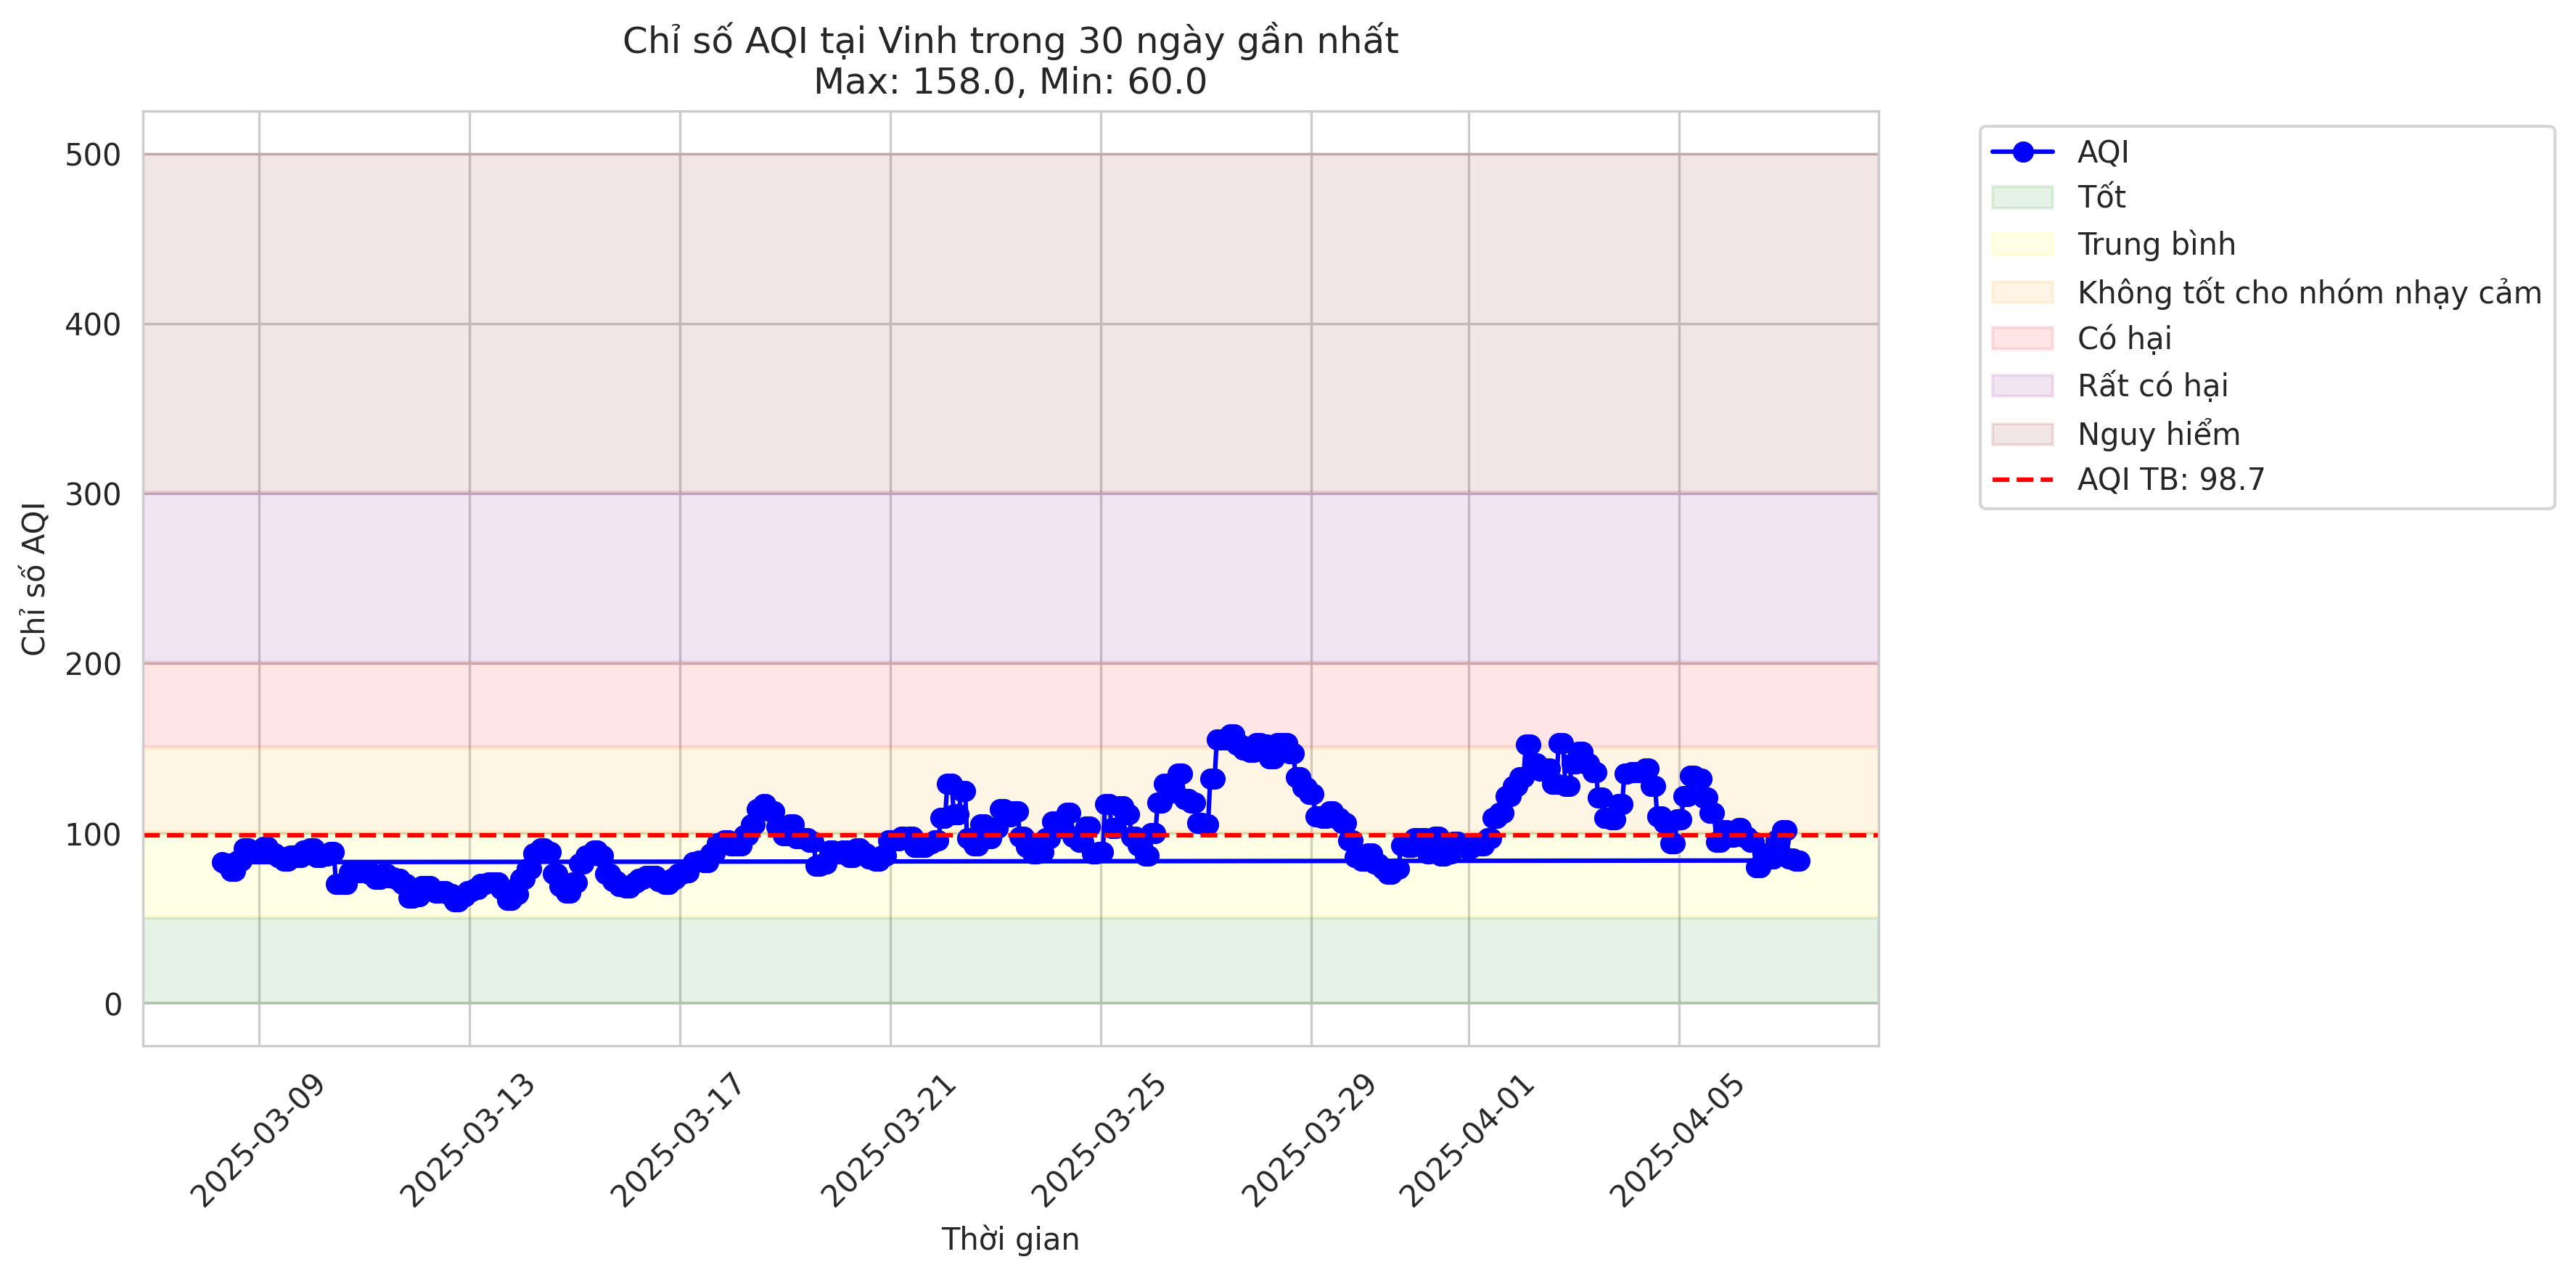 Chỉ số AQI tại Vinh trong 30 ngày gần nhất
Max: 158.0, Min: 60.0
Chỉ số AQI
500
400
300
200
100
0
2025-03-09
2025-03-13
2025-03-17
2025-03-21
2025-03-25
2025-03-29
2025-04-01
2025-04-05
Thời gian
AQI
Tốt
Trung bình
Không tốt cho nhóm nhạy cảm
Có hại
Rất có hại
Nguy hiểm
AQI TB: 98.7